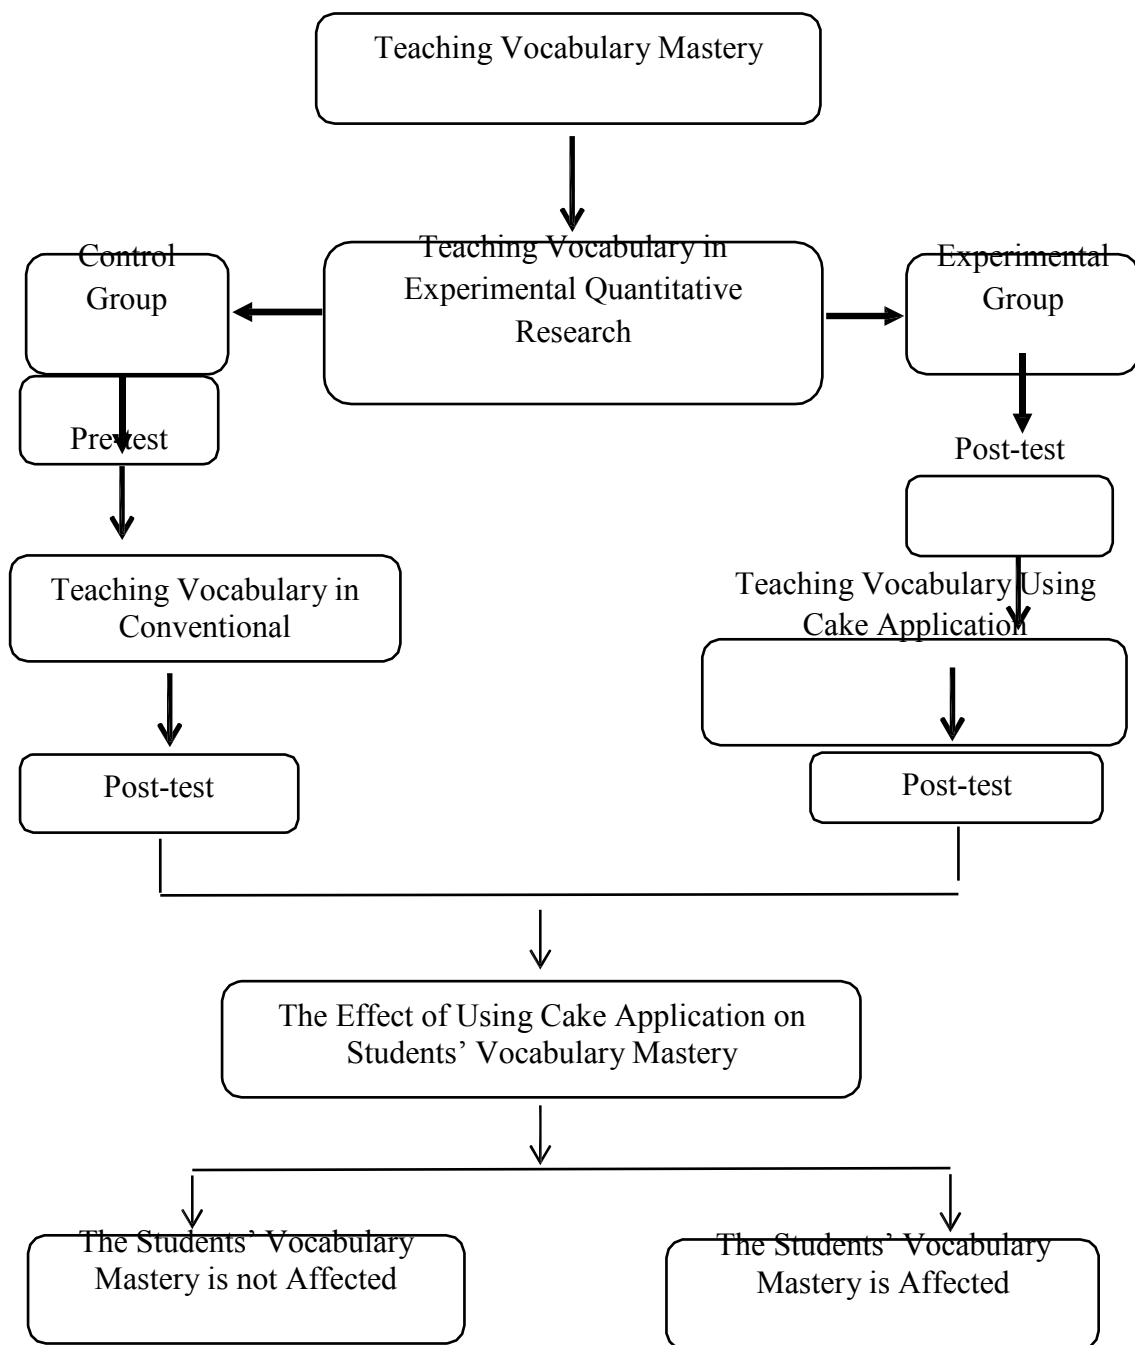 Teaching Vocabulary Mastery
Teaching Vocabulary in
Experimental Quantitative
Research
Control
Group
Experimental
Group
Pre-test
Post-test
Teaching Vocabulary in
Conventional
Teaching Vocabulary Using
Cake Application
Post-test
Post-test
The Effect of Using Cake Application on
Students’ Vocabulary Mastery
The Students’ Vocabulary
Mastery is not Affected
The Students’ Vocabulary
Mastery is Affected